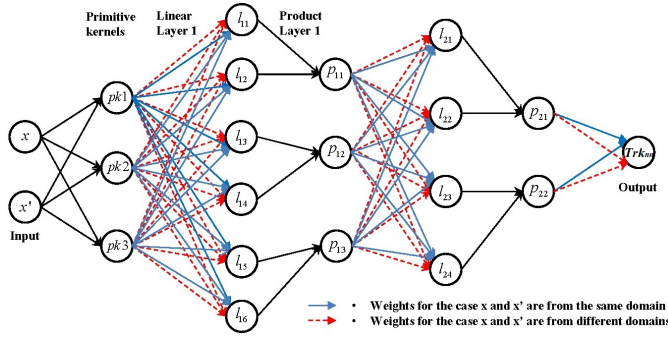 Primitive kernels
Linear Layer 1
Product Layer 1
x
x'
Input
pk1
pk2
pk3
l11
l12
l13
l14
l15
l16
p11
p12
p13
l21
l22
l23
l24
p21
p22
Trknn
Output
• Weights for the case x and x' are from the same domain
• Weights for the case x and x' are from different domains